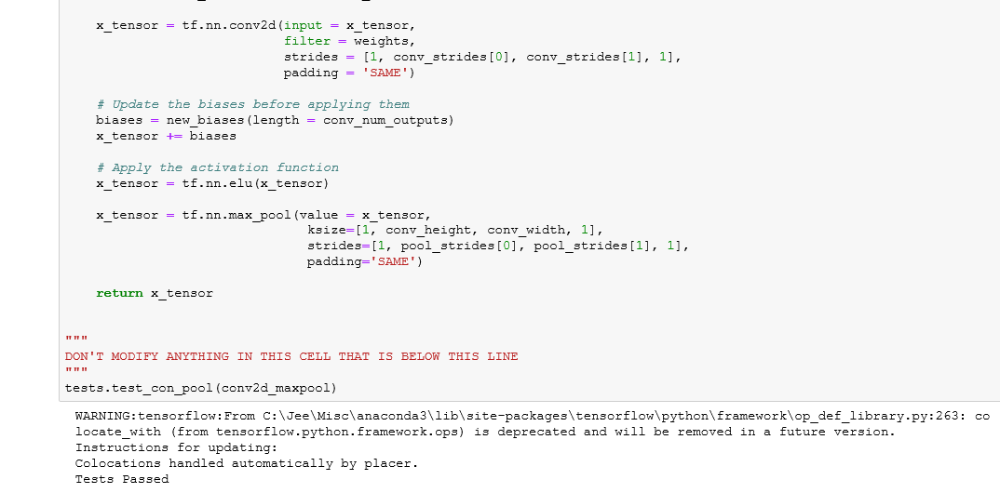 x_tensor = tf.nn.conv2d(input = x_tensor,
filter = weights,
strides = [1, conv_strides[0], conv_strides[1], 1],
padding = 'SAME')
# Update the biases before applying them
biases = new_biases(length = conv_num_outputs)
x_tensor += biases
# Apply the activation function
x_tensor = tf.nn.elu(x_tensor)
x_tensor = tf.nn.max_pool(value = x_tensor,
ksize=[1, conv_height, conv_width, 1],
strides=[1, pool_strides[0], pool_strides[1], 1],
padding='SAME')
return x_tensor
"""
DON'T MODIFY ANYTHING IN THIS CELL THAT IS BELOW THIS LINE
"""
tests.test_con_pool(conv2d_maxpool)
WARNING:tensorflow:From C:\Jee\Misc\anaconda3\lib\site-packages\tensorflow\python\framework\op_def_library.py:263: co
locate_with (from tensorflow.python.framework.ops) is deprecated and will be removed in a future version.
Instructions for updating:
Colocations handled automatically by placer.
Tests Passed